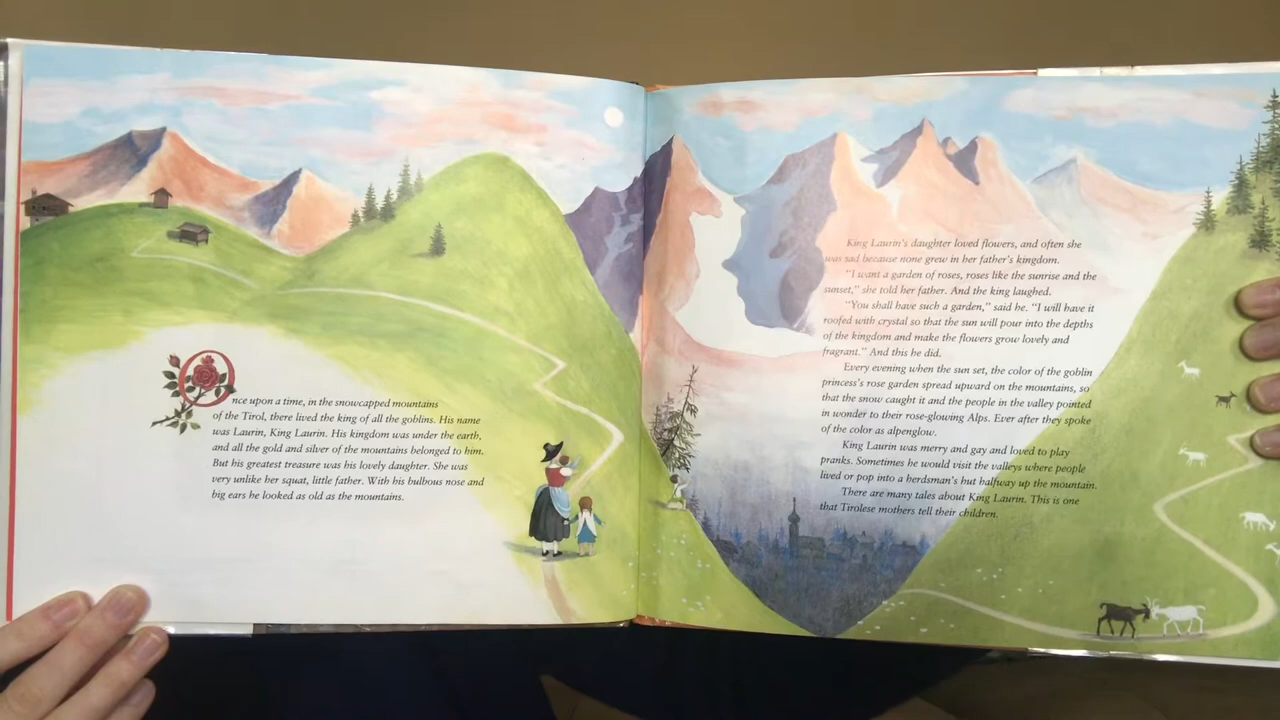 Once upon a time, in the snowcapped mountains
of the Tirol, there lived the king of all the goblins. His name
was Laurin, King Laurin. His kingdom was under the earth,
and all the gold and silver of the mountains belonged to him.
But his greatest treasure was his lovely daughter. She was
very unlike her squat, little father. With his bulbous nose and
big ears he looked as old as the mountains.
King Laurin's daughter loved flowers, and often she
was sad because none grew in her father's kingdom.
"I want a garden of roses, roses like the sunrise and the
sunset," she told her father. And the king laughed.
"You shall have such a garden," said he. "I will have it
roofed with crystal so that the sun will pour into the depths
of the kingdom and make the flowers grow lovely and
fragrant." And this he did.
Every evening when the sun set, the color of the goblin
princess's rose garden spread upward on the mountains, so
that the snow caught it and the people in the valley pointed
in wonder to their rose-glowing Alps. Ever after they spoke
of the color as alpenglow.
King Laurin was merry and gay and loved to play
pranks. Sometimes he would visit the valleys where people
lived or pop into a herdsman's hut halfway up the mountain.
There are many tales about King Laurin. This is one
that Tirolese mothers tell their children.